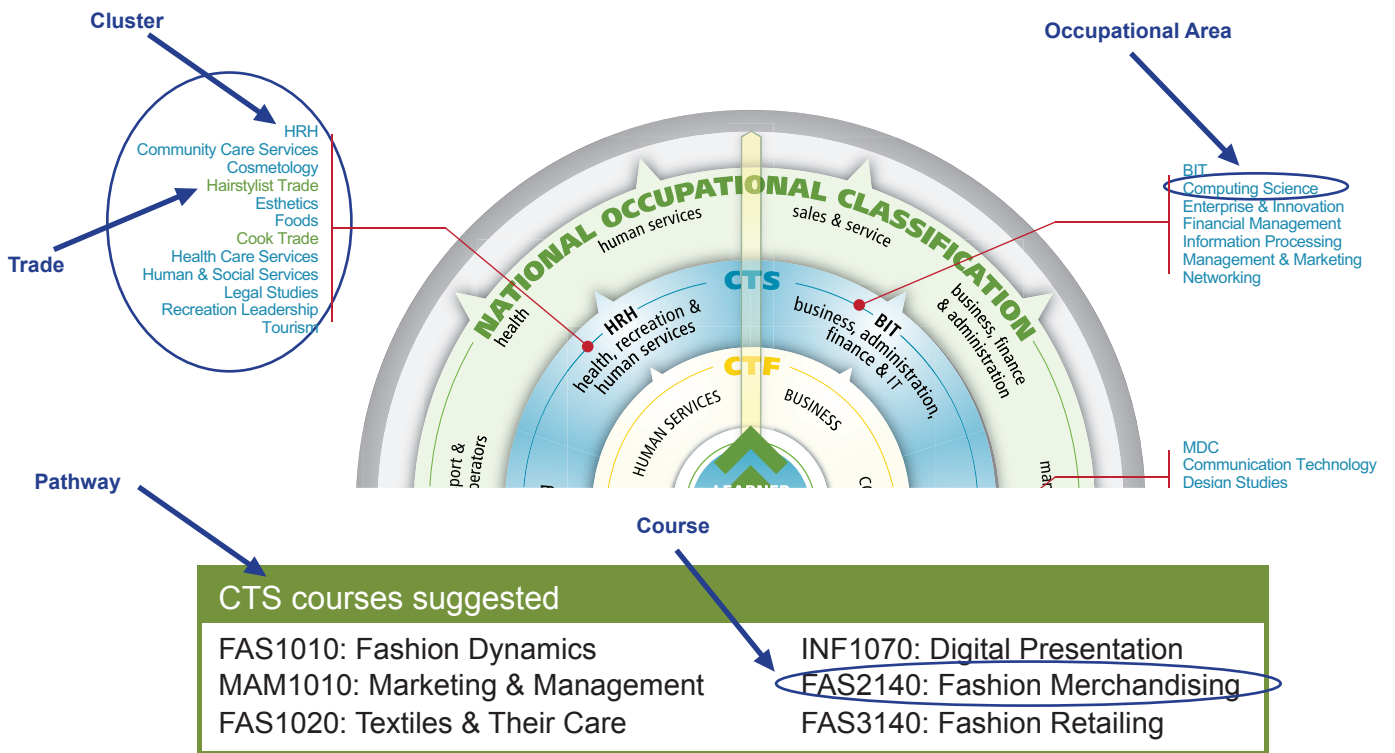 Cluster
Occupational Area
HRH
Community Care Services
Cosmetology
Hairstylist Trade
Esthetics
Foods
Cook Trade
Health Care Services
Human & Social Services
Legal Studies
Recreation Leadership
Tourism
Trade
BIT
Computing Science
Enterprise & Innovation
Financial Management
Information Processing
Management & Marketing
Networking
NATIONAL OCCUPATIONAL CLASSIFICATION
human services
sales & service
health
business, finance
& administration
CTS
HRH
health, recreation &
human services
BIT
business, administration,
finance & IT
CTF
HUMAN SERVICES
BUSINESS
LEARNER
MDC
Communication Technology
Design Studies
Pathway
Course
CTS courses suggested
FAS1010: Fashion Dynamics
MAM1010: Marketing & Management
FAS1020: Textiles & Their Care
INF1070: Digital Presentation
FAS2140: Fashion Merchandising
FAS3140: Fashion Retailing